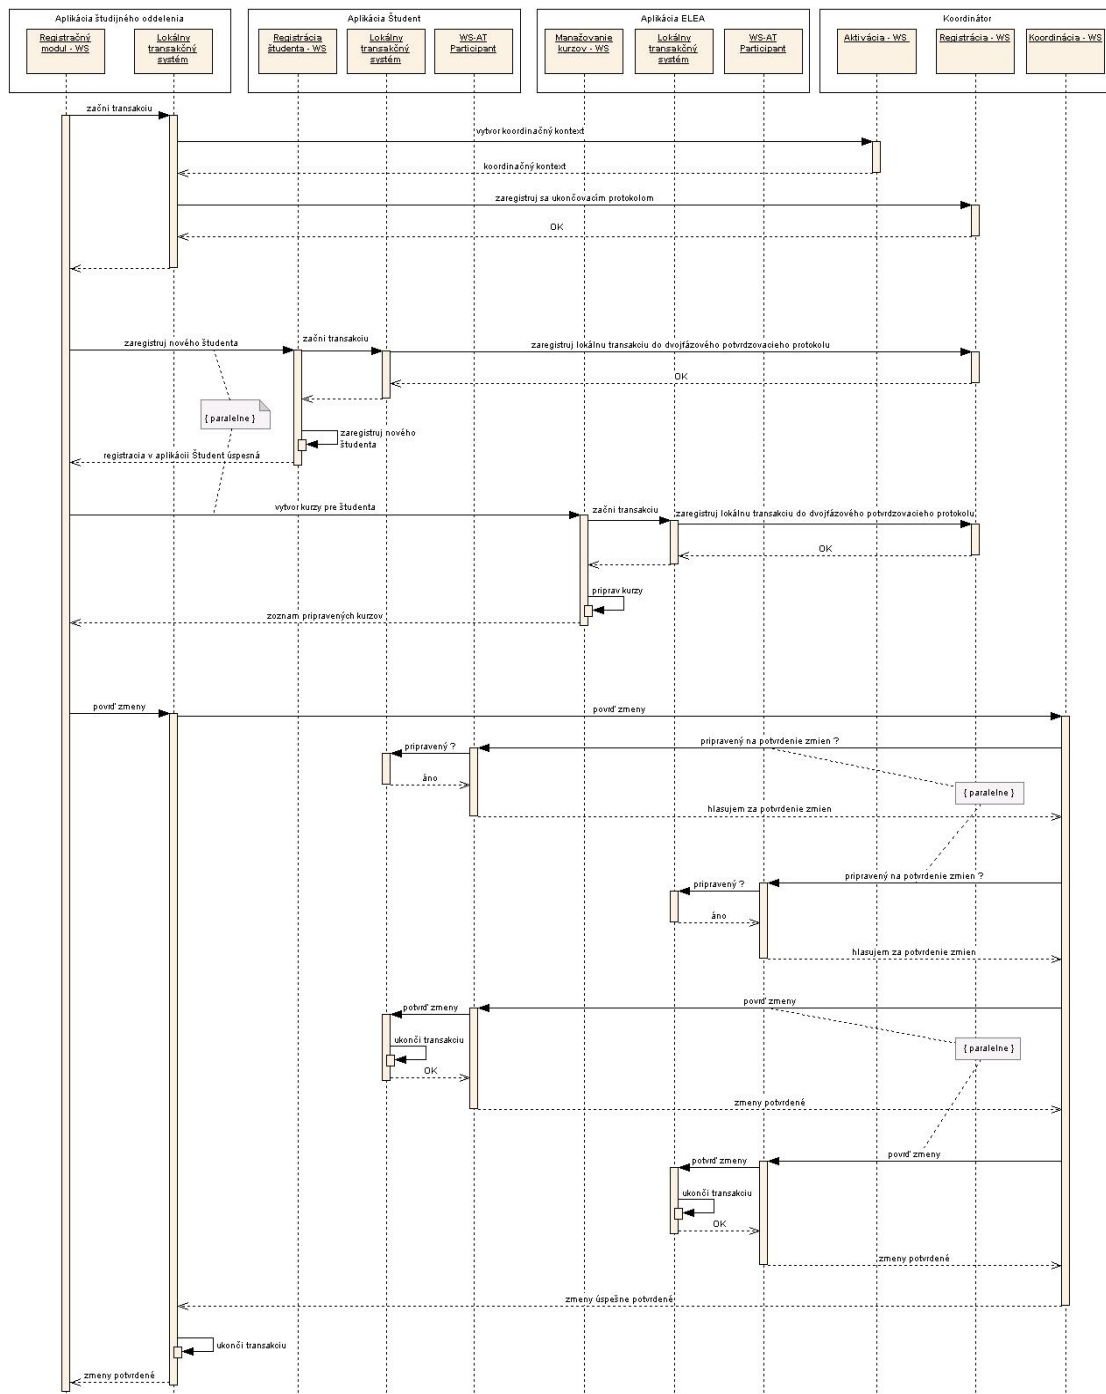 Aplikácia študijného oddelenia
Aplikácia Študent
Aplikácia ELEA
Koordinátor
Registračný
modul - WS
Lokálny
transakčný
systém
Registrácia
študenta - WS
Lokálny
transakčný
systém
WS-AT
Participant
Manažovanie
kurzov - WS
Lokálny
transakčný
systém
WS-AT
Participant
Aktivácia - WS
Registrácia - WS
Koordinácia - WS
začni transakciu
vytvor koordinačný kontext
koordinačný kontext
zaregistruj sa ukončovacím protokolom
OK
zaregistruj nového študenta
začni transakciu
zaregistruj lokálnu transakciu do dvojfázového potvrdzovacieho protokolu
OK
{ paralelne }
zaregistruj nového
študenta
registracia v aplikácii Študent úspesná
vytvor kurzy pre študenta
začni transakciu
zaregistruj lokálnu transakciu do dvojfázového potvrdzovacieho protokolu
OK
priprav kurzy
zoznam pripravených kurzov
povrď zmeny
povrď zmeny
pripravený na potvrdenie zmien ?
pripravený ?
áno
{ paralelne }
hlasujem za potvrdenie zmien
pripravený na potvrdenie zmien ?
pripravený ?
áno
hlasujem za potvrdenie zmien
povrď zmeny
potvrď zmeny
ukonči transakciu
{ paralelne }
OK
zmeny potvrdené
povrď zmeny
potvrď zmeny
ukonči transakciu
OK
zmeny potvrdené
zmeny úspešne potvrdené
ukonči transakciu
zmeny potvrdené